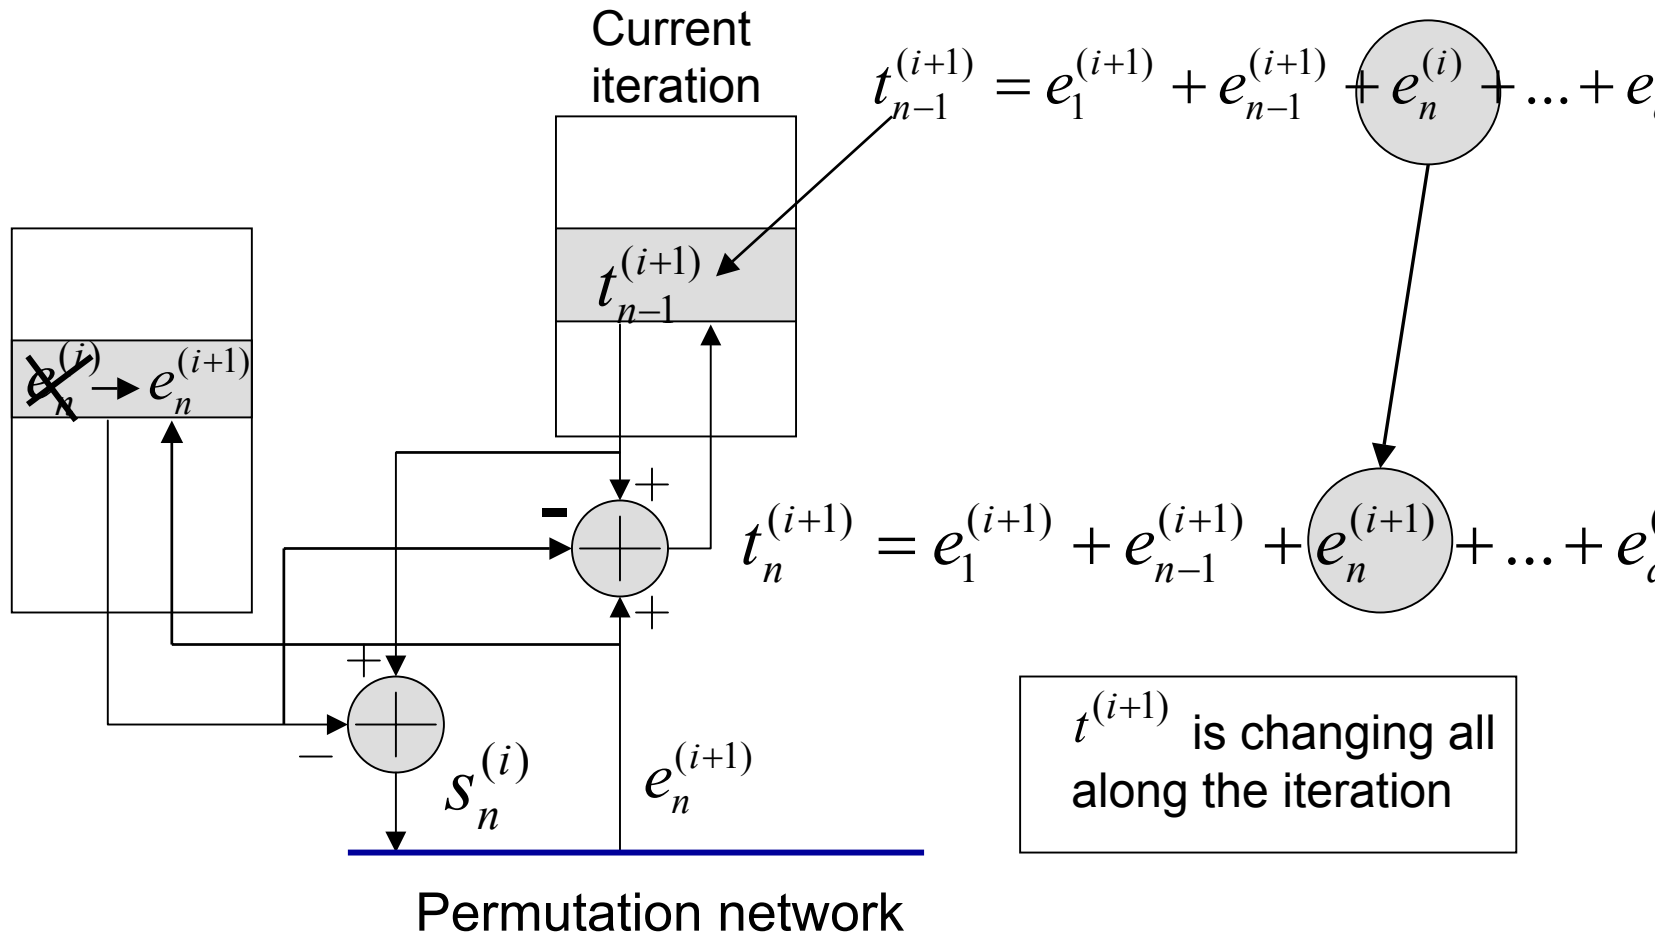 Current
iteration
t_{n-1}^{(i+1)} = e_1^{(i+1)} + e_{n-1}^{(i+1)} + e_n^{(i)} + ... + e
t_{n-1}^{(i+1)}
e_n^{(i)} → e_n^{(i+1)}
+
-
t_n^{(i+1)} = e_1^{(i+1)} + e_{n-1}^{(i+1)} + e_n^{(i+1)} + ... + e
+
+
−
s_n^{(i)}
e_n^{(i+1)}
t^{(i+1)} is changing all
along the iteration
Permutation network